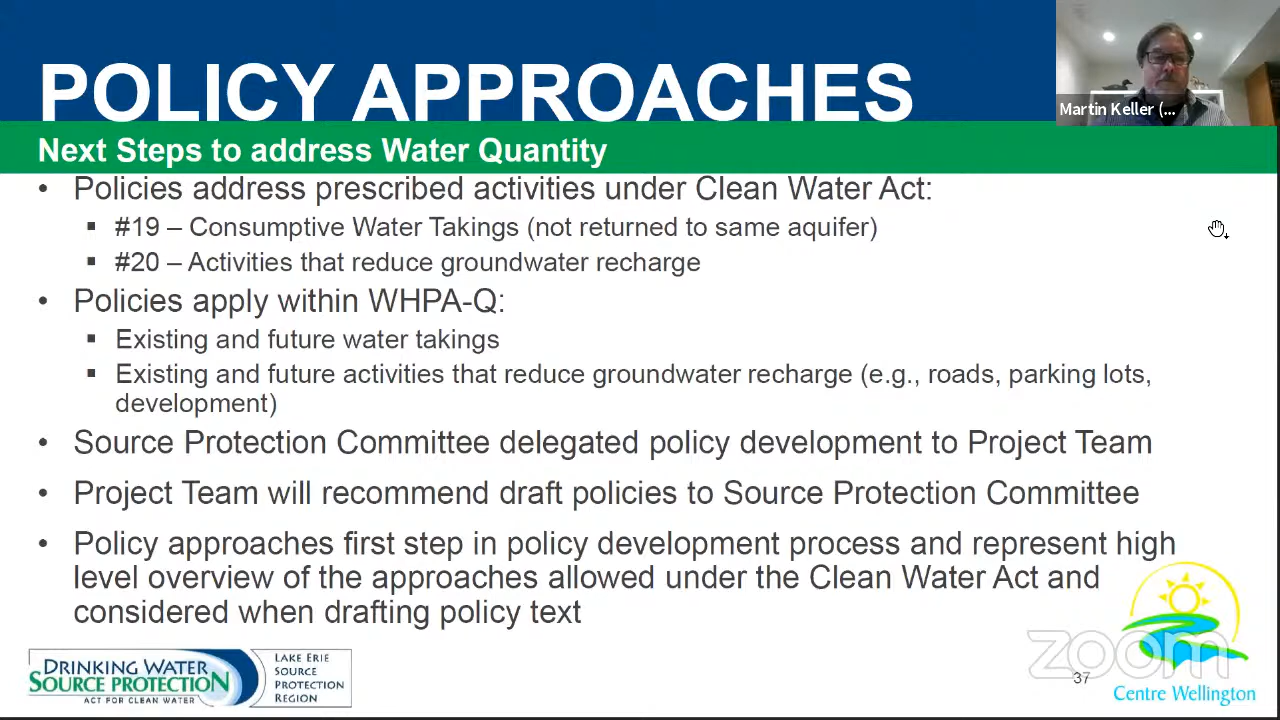 POLICY APPROACHES
Martin Keller (...
Next Steps to address Water Quantity
• Policies address prescribed activities under Clean Water Act:
▪ #19 – Consumptive Water Takings (not returned to same aquifer)
▪ #20 – Activities that reduce groundwater recharge
• Policies apply within WHPA-Q:
▪ Existing and future water takings
▪ Existing and future activities that reduce groundwater recharge (e.g., roads, parking lots,
development)
• Source Protection Committee delegated policy development to Project Team
• Project Team will recommend draft policies to Source Protection Committee
• Policy approaches first step in policy development process and represent high
level overview of the approaches allowed under the Clean Water Act and
considered when drafting policy text
DRINKING WATER
SOURCE PROTECTION
ACT FOR CLEAN WATER
LAKE ERIE
SOURCE
PROTECTION
REGION
zoom
37
Centre Wellington